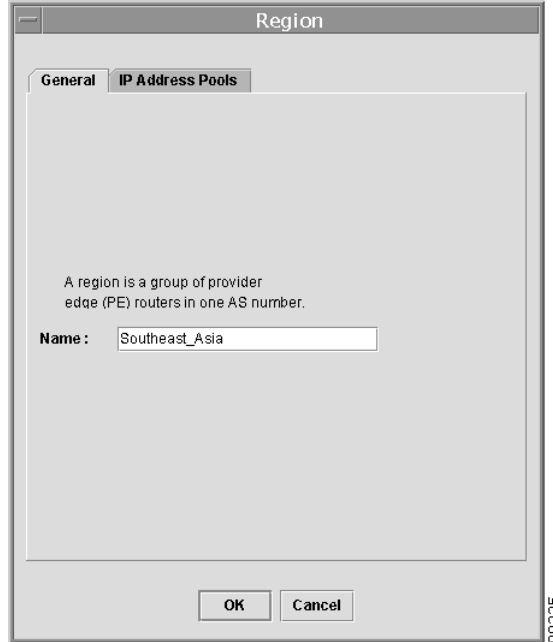 Region
General
IP Address Pools
A region is a group of provider
edge (PE) routers in one AS number.
Name :
Southeast_Asia
OK
Cancel